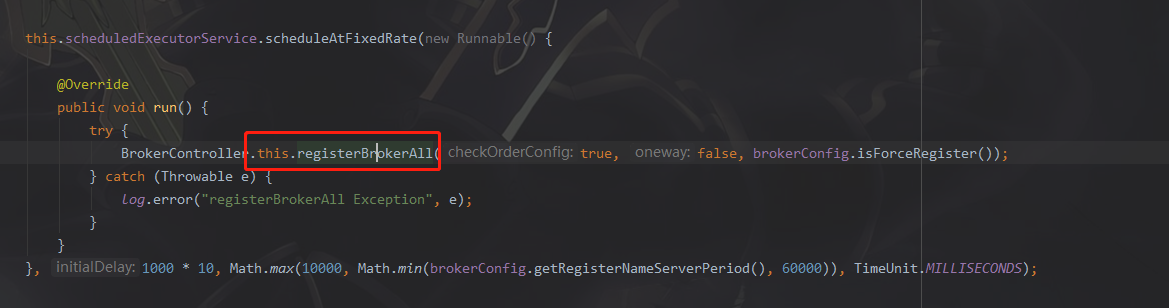 this.scheduledExecutorService.scheduleAtFixedRate(new Runnable() {
@Override
public void run() {
try {
BrokerController.this.registerBrokerAll( checkOrderConfig: true, oneway: false, brokerConfig.isForceRegister());
} catch (Throwable e) {
log.error("registerBrokerAll Exception", e);
}
}
}, initialDelay: 1000 * 10, Math.max(10000, Math.min(brokerConfig.getRegisterNameServerPeriod(), 60000)), TimeUnit.MILLISECONDS);